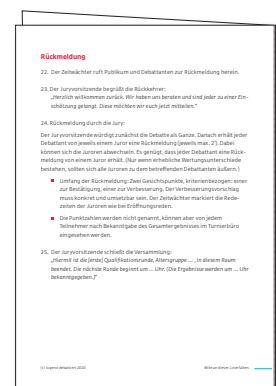 Rückmeldung
22. Der Zeitwächter ruft Publikum und Debattanten zur Rückmeldung herein.
23. Der Juryvorsitzende begrüßt die Rückkehrer:
„Herzlich willkommen zurück. Wir haben uns beraten und sind jeder zu einer Ein-
schätzung gelangt. Diese möchten wir euch jetzt mitteilen.“
24. Rückmeldung durch die Jury:
Der Juryvorsitzende würdigt zunächst die Debatte als Ganze. Danach erhält jeder
Debattant von jeweils einem Juror eine Rückmeldung (jeweils max. 2'). Dabei
können sich die Juroren abwechseln. Es genügt, dass jeder Debattant eine Rück-
meldung von einem Juror erhält. (Nur wenn erhebliche Wertungsunterschiede
bestehen, sollten sich alle Juroren zu dem betreffenden Debattanten äußern.)
■ Umfang der Rückmeldung: Zwei Gesichtspunkte, kriterienbezogen: einer
zur Bestätigung, einer zur Verbesserung. Der Verbesserungsvorschlag
muss konkret und umsetzbar sein. Der Zeitwächter markiert die Rede-
zeiten der Juroren wie bei Eröffnungsreden.
■ Die Punktzahlen werden nicht genannt, können aber von jedem
Teilnehmer nach Bekanntgabe des Gesamtergebnisses im Turnierbüro
eingesehen werden.
25. Der Juryvorsitzende schließt die Versammlung:
„Hiermit ist die [erste] Qualifikationsrunde, Altersgruppe ... , in diesem Raum
beendet. Die nächste Runde beginnt um ... Uhr. (Die Ergebnisse werden um ... Uhr
bekanntgegeben.)“
(c) Jugend debattiert 2020
Bitte an dieser Linie falten